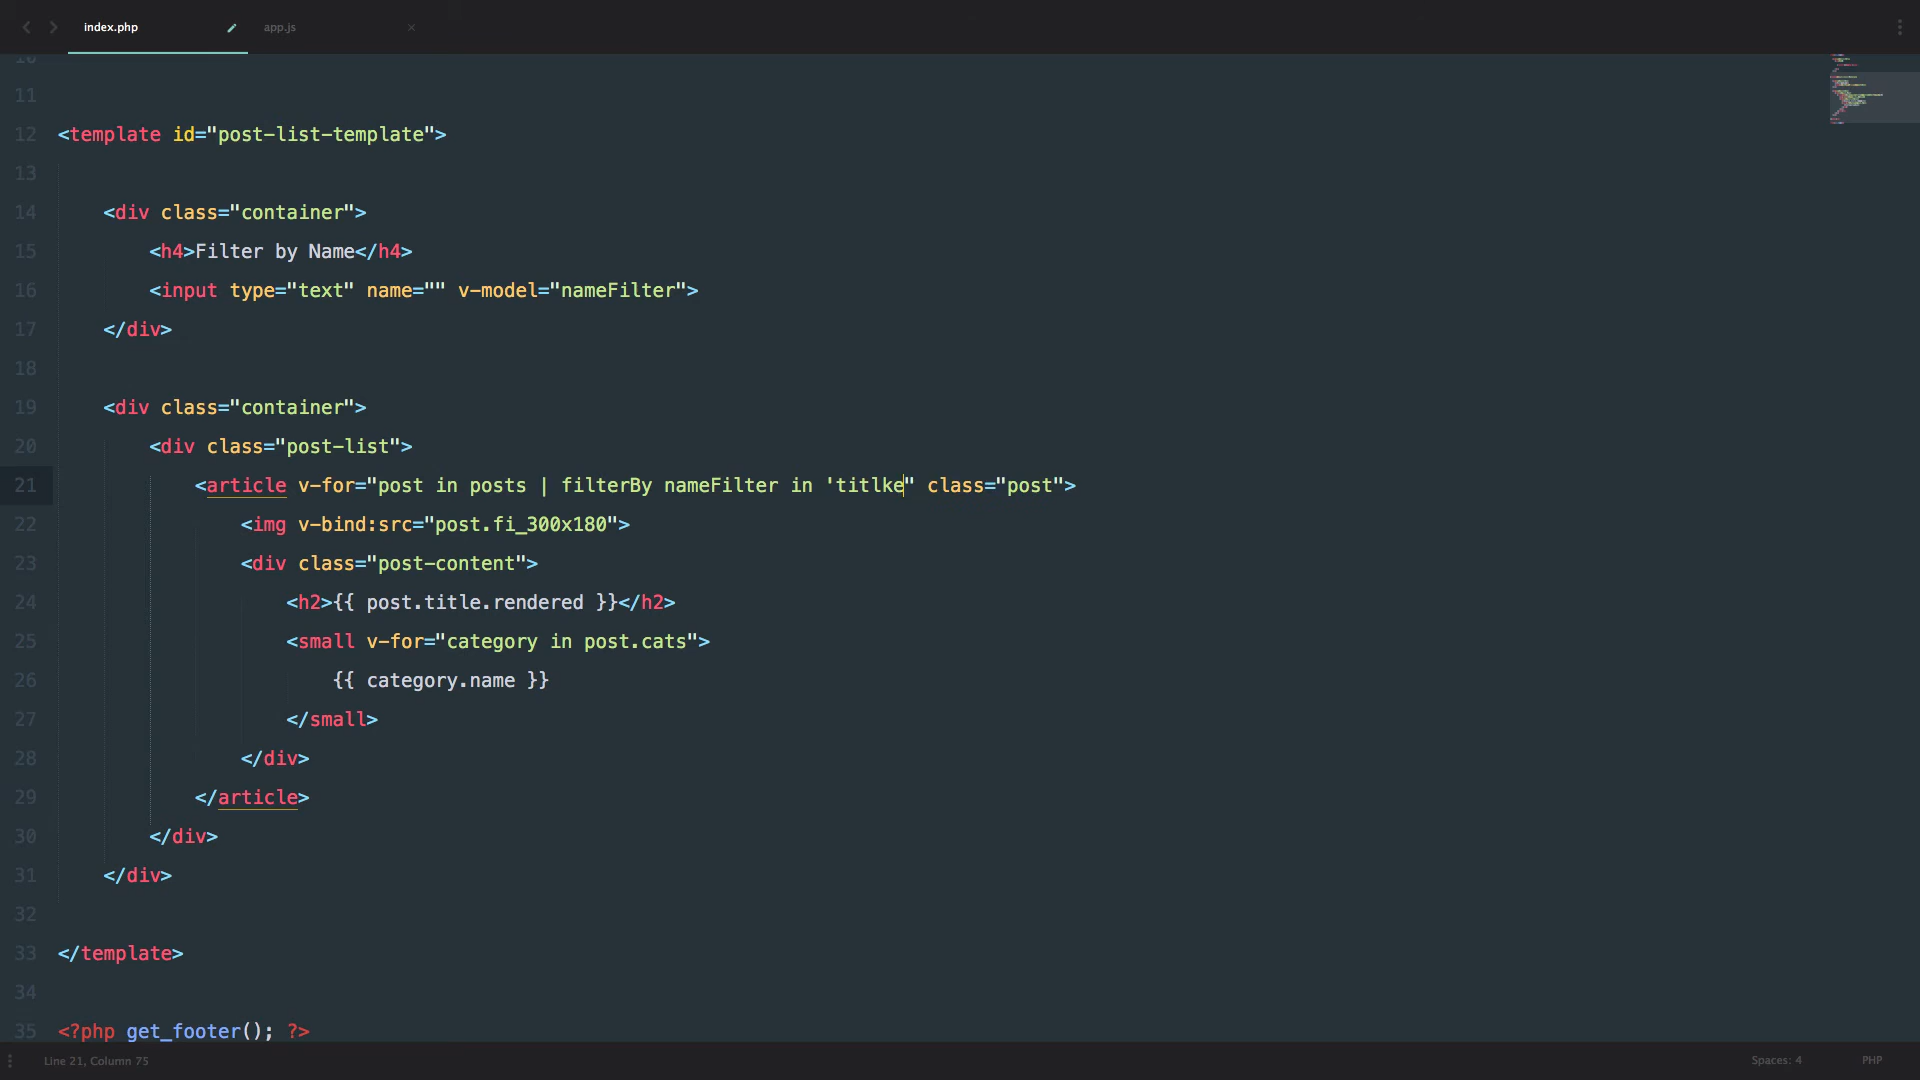 index.php
app.js
10
11
12 <template id="post-list-template">
13
14 <div class="container">
15 <h4>Filter by Name</h4>
16 <input type="text" name="" v-model="nameFilter">
17 </div>
18
19 <div class="container">
20 <div class="post-list">
21 <article v-for="post in posts | filterBy nameFilter in 'titlke" class="post">
22 <img v-bind:src="post.fi_300x180">
23 <div class="post-content">
24 <h2>{{ post.title.rendered }}</h2>
25 <small v-for="category in post.cats">
26 {{ category.name }}
27 </small>
28 </div>
29 </article>
30 </div>
31 </div>
32
33 </template>
34
35 <?php get_footer(); ?>
Line 21, Column 75
Spaces: 4
PHP